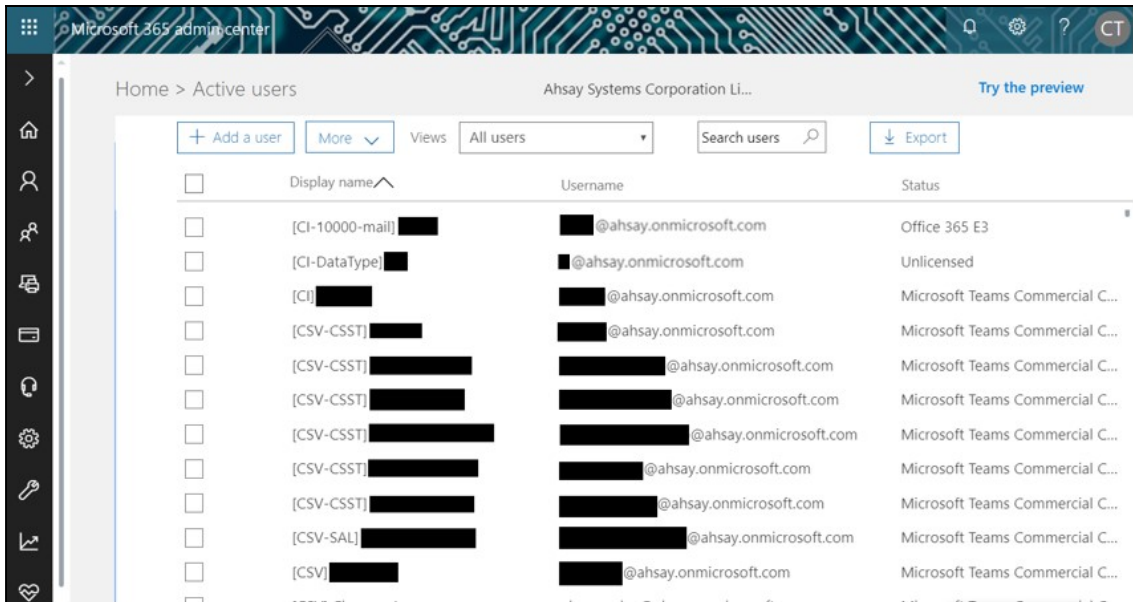 Microsoft 365 admin center ? CT
Home > Active users Ahsay Systems Corporation Li... Try the preview
+ Add a user More Views All users Search users Export
Display name Username Status
[CI-10000-mail] @ahsay.onmicrosoft.com Office 365 E3
[CI-DataType] @ahsay.onmicrosoft.com Unlicensed
[CI] @ahsay.onmicrosoft.com Microsoft Teams Commercial C...
[CSV-CSST] @ahsay.onmicrosoft.com Microsoft Teams Commercial C...
[CSV-CSST] @ahsay.onmicrosoft.com Microsoft Teams Commercial C...
[CSV-CSST] @ahsay.onmicrosoft.com Microsoft Teams Commercial C...
[CSV-CSST] @ahsay.onmicrosoft.com Microsoft Teams Commercial C...
[CSV-CSST] @ahsay.onmicrosoft.com Microsoft Teams Commercial C...
[CSV-CSST] @ahsay.onmicrosoft.com Microsoft Teams Commercial C...
[CSV-SAL] @ahsay.onmicrosoft.com Microsoft Teams Commercial C...
[CSV] @ahsay.onmicrosoft.com Microsoft Teams Commercial C...